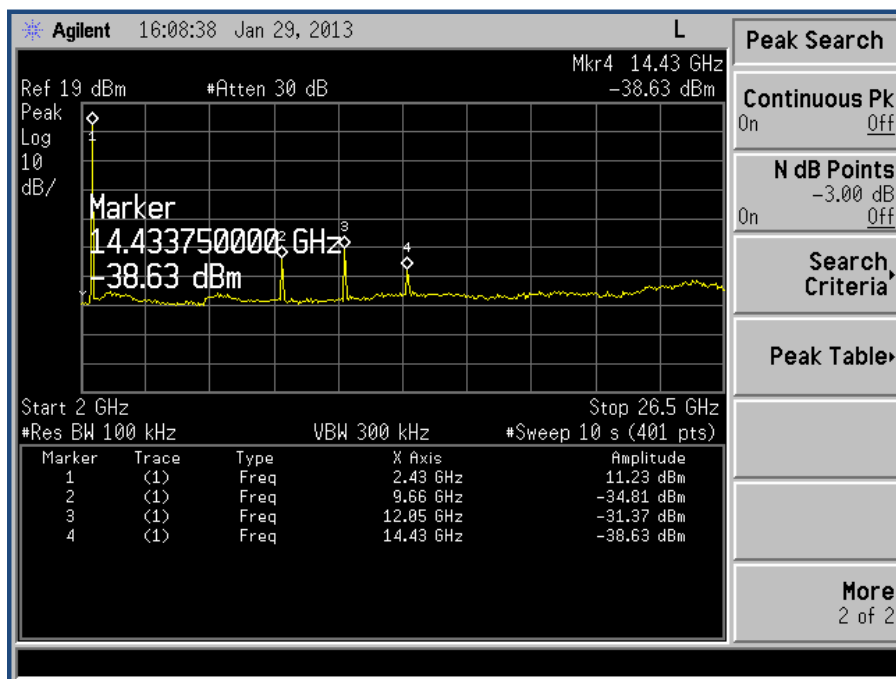 Agilent 16:08:38 Jan 29, 2013 L
Mkr4 14.43 GHz
Ref 19 dBm #Atten 30 dB -38.63 dBm
Peak
Log
10
dB/
1
2
3
4
Marker
14.433750000 GHz
-38.63 dBm
Start 2 GHz Stop 26.5 GHz
#Res BW 100 kHz VBW 300 kHz #Sweep 10 s (401 pts)
Marker Trace Type X Axis Amplitude
1 (1) Freq 2.43 GHz 11.23 dBm
2 (1) Freq 9.66 GHz -34.81 dBm
3 (1) Freq 12.05 GHz -31.37 dBm
4 (1) Freq 14.43 GHz -38.63 dBm
Peak Search
Continuous Pk
On Off
N dB Points
-3.00 dB
On Off
Search
Criteria
Peak Table
More
2 of 2